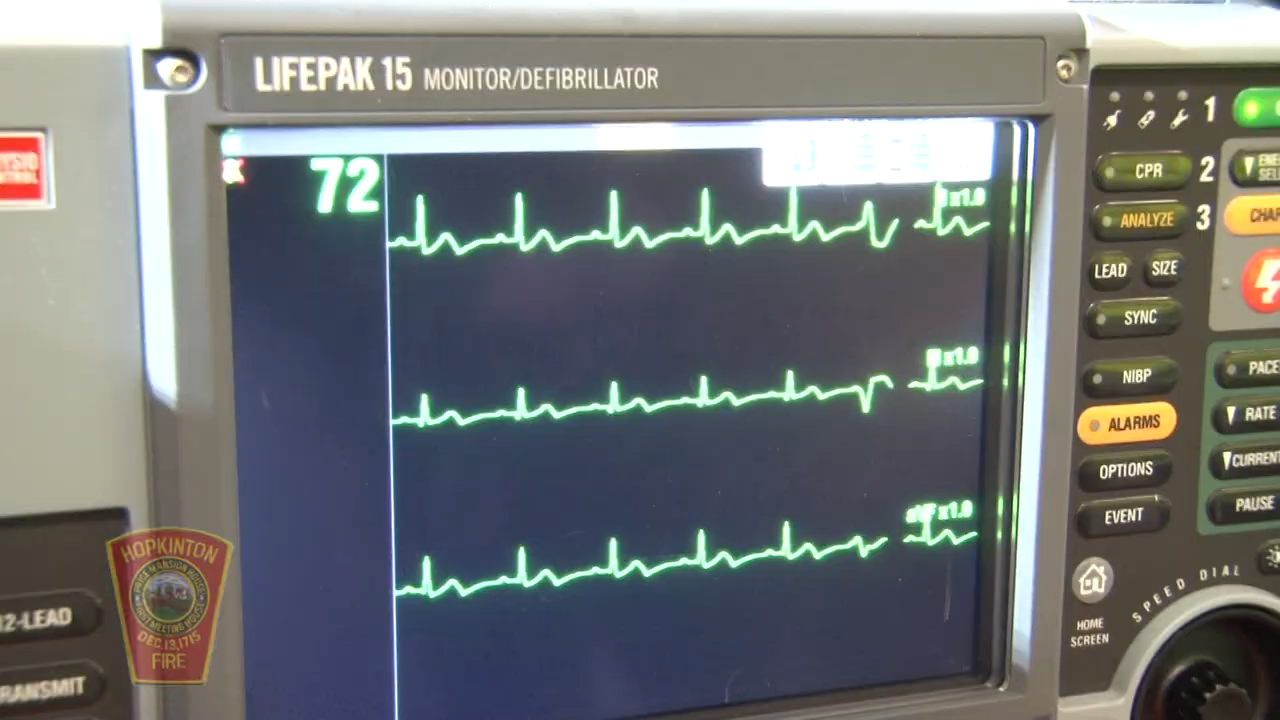 LIFEPAK 15 MONITOR/DEFIBRILLATOR
72
x1.0
II x1.0
aVF x1.0
1
CPR
2
ANALYZE
3
LEAD
SIZE
SYNC
NIBP
ALARMS
OPTIONS
EVENT
HOME
SCREEN
SPEED DIAL
PACE
RATE
CURRENT
PAUSE
12-LEAD
TRANSMIT
HOPKINTON
DEC. 13, 1715
FIRE